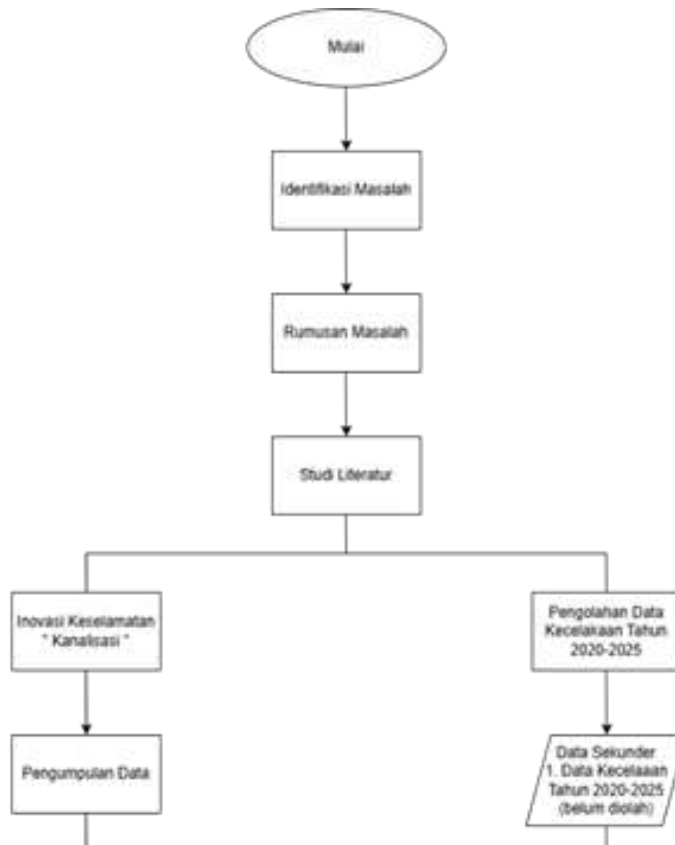 Mulai
Identifikasi Masalah
Rumusan Masalah
Studi Literatur
Inovasi Keselamatan
" Kanalisasi "
Pengolahan Data
Kecelakaan Tahun
2020-2025
Pengumpulan Data
Data Sekunder
1. Data Kecelaaan
Tahun 2020-2025
(belum diolah)